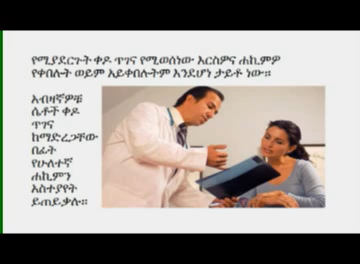 የሚያደርጉት ቀዶ ጥገና የሚወሰነው እርስዎና ሐኪምዎ
የቀበሉት ወይም አይቀበሉትም እንደሆነ ታይቶ ነው።
አብዛኛዎቹ
ሴቶች ቀዶ
ጥገና
ከማድረጋቸው
በፊት
የሁለተኛ
ሐኪምን
አስተያየት
ይጠይቃሉ።